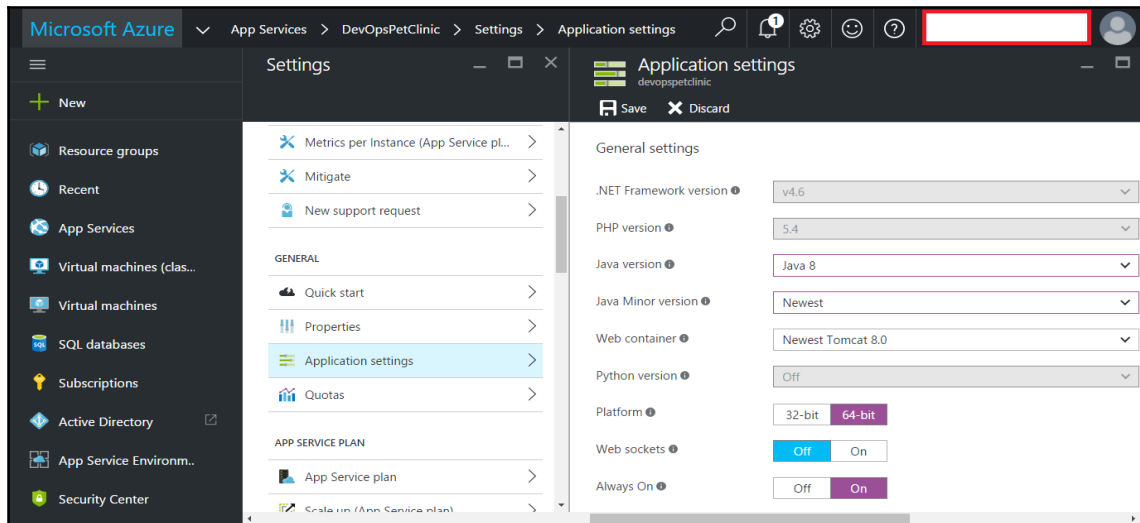 Microsoft Azure App Services > DevOpsPetClinic > Settings > Application settings 1
New
Resource groups
Recent
App Services
Virtual machines (clas...
Virtual machines
SQL databases
Subscriptions
Active Directory
App Service Environm..
Security Center
Settings
Metrics per Instance (App Service pl...
Mitigate
New support request
GENERAL
Quick start
Properties
Application settings
Quotas
APP SERVICE PLAN
App Service plan
Scale up (App Service plan)
Application settings
devopspetclinic
Save Discard
General settings
.NET Framework version v4.6
PHP version 5.4
Java version Java 8
Java Minor version Newest
Web container Newest Tomcat 8.0
Python version Off
Platform 32-bit 64-bit
Web sockets Off On
Always On Off On